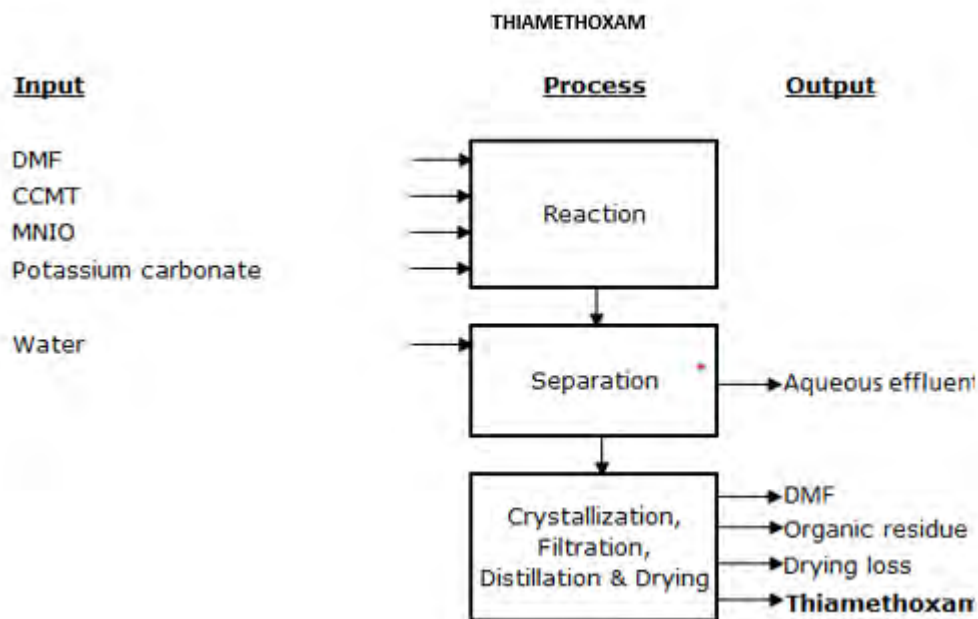 THIAMETHOXAM
Input Process Output
DMF
CCMT
MNIO
Potassium carbonate
Reaction
Water
Separation
Aqueous effluent
Crystallization,
Filtration,
Distillation & Drying
DMF
Organic residue
Drying loss
Thiamethoxam